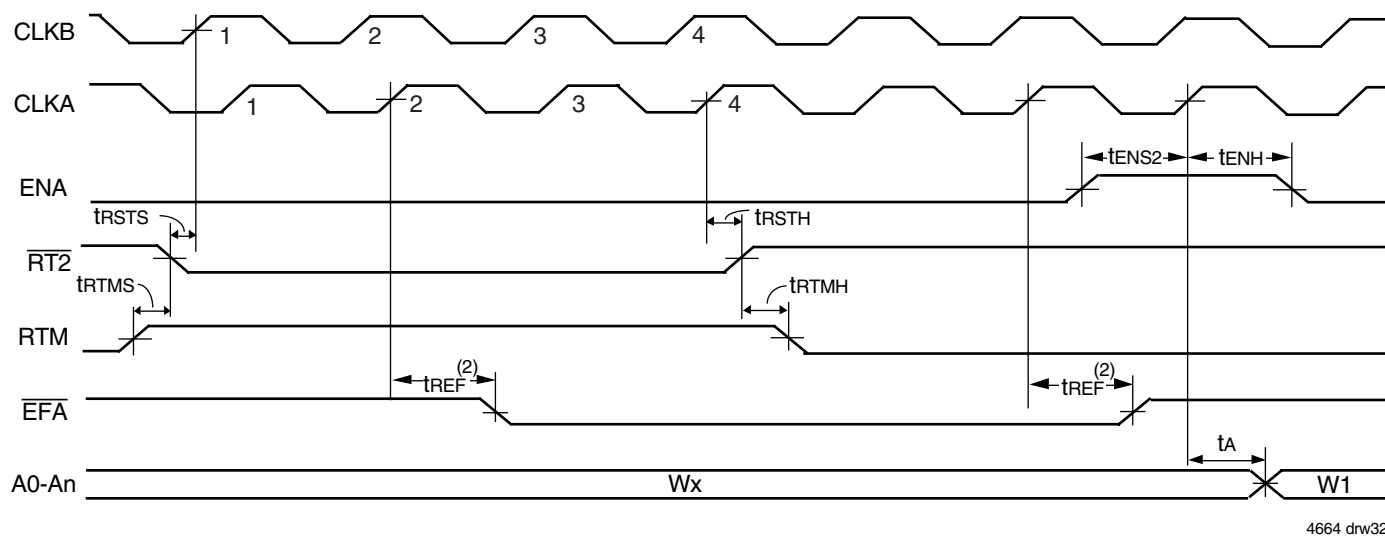 CLKB 1 2 3 4
CLKA 1 2 3 4
tENS2 tENH
ENA
tRSTS tRSTH
RT2
tRTMS tRTMH
RTM
tREF(2) tREF(2)
EFA
tA
A0-An Wx W1
4664 drw32